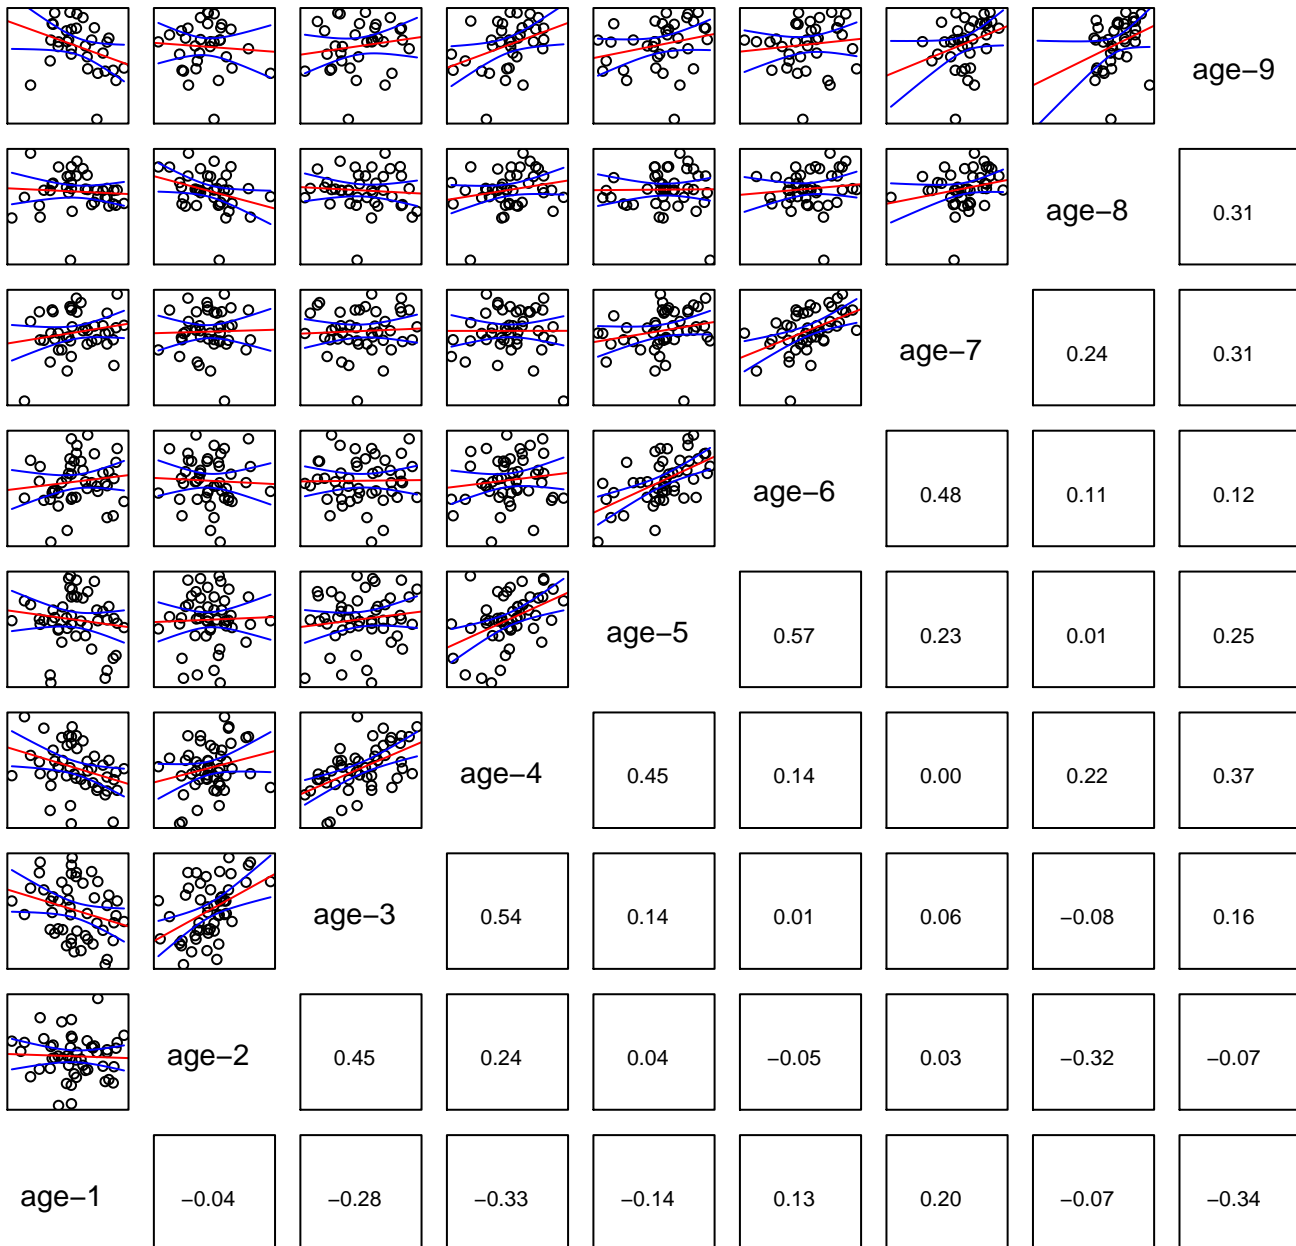 age−9
age−8 0.31
age−7 0.24 0.31
age−6 0.48 0.11 0.12
age−5 0.57 0.23 0.01 0.25
age−4 0.45 0.14 0.00 0.22 0.37
age−3 0.54 0.14 0.01 0.06 −0.08 0.16
age−2 0.45 0.24 0.04 −0.05 0.03 −0.32 −0.07
age−1 −0.04 −0.28 −0.33 −0.14 0.13 0.20 −0.07 −0.34